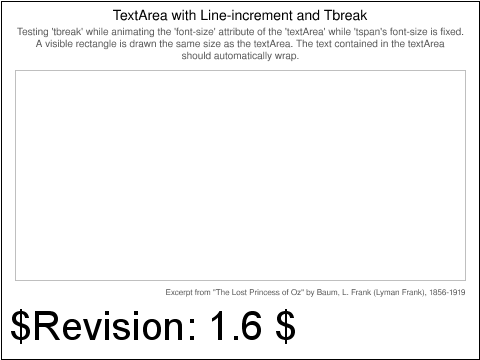 TextArea with Line-increment and Tbreak
Testing 'tbreak' while animating the 'font-size' attribute of the 'textArea' while 'tspan's font-size is fixed.
A visible rectangle is drawn the same size as the textArea. The text contained in the textArea
should automatically wrap.
Excerpt from "The Lost Princess of Oz" by Baum, L. Frank (Lyman Frank), 1856-1919
$Revision: 1.6 $